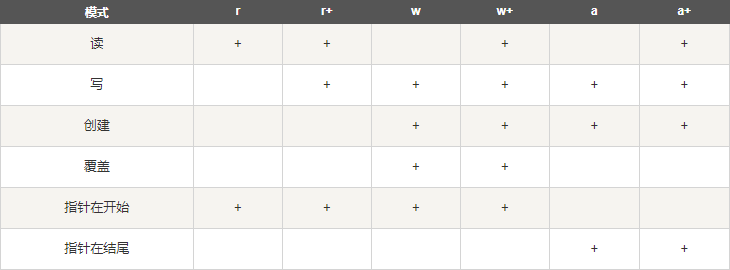 模式 r r+ w w+ a a+
读 + + + +
写 + + + + +
创建 + + + +
覆盖 + +
指针在开始 + + + +
指针在结尾 + +